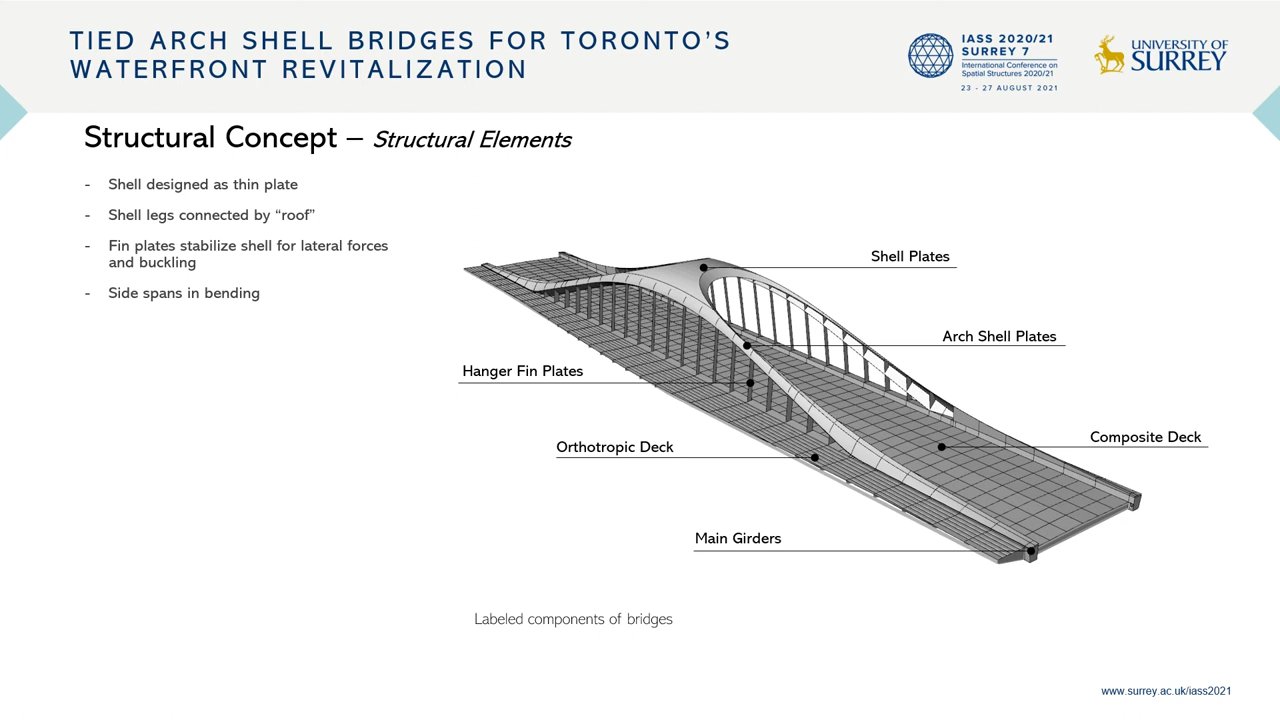 TIED ARCH SHELL BRIDGES FOR TORONTO'S
WATERFRONT REVITALIZATION
IASS 2020/21
SURREY 7
International Conference on
Spatial Structures 2020/21
23 - 27 AUGUST 2021
UNIVERSITY OF
SURREY
Structural Concept – Structural Elements
- Shell designed as thin plate
- Shell legs connected by “roof”
- Fin plates stabilize shell for lateral forces
and buckling
- Side spans in bending
Shell Plates
Arch Shell Plates
Hanger Fin Plates
Composite Deck
Orthotropic Deck
Main Girders
Labeled components of bridges
www.surrey.ac.uk/iass2021